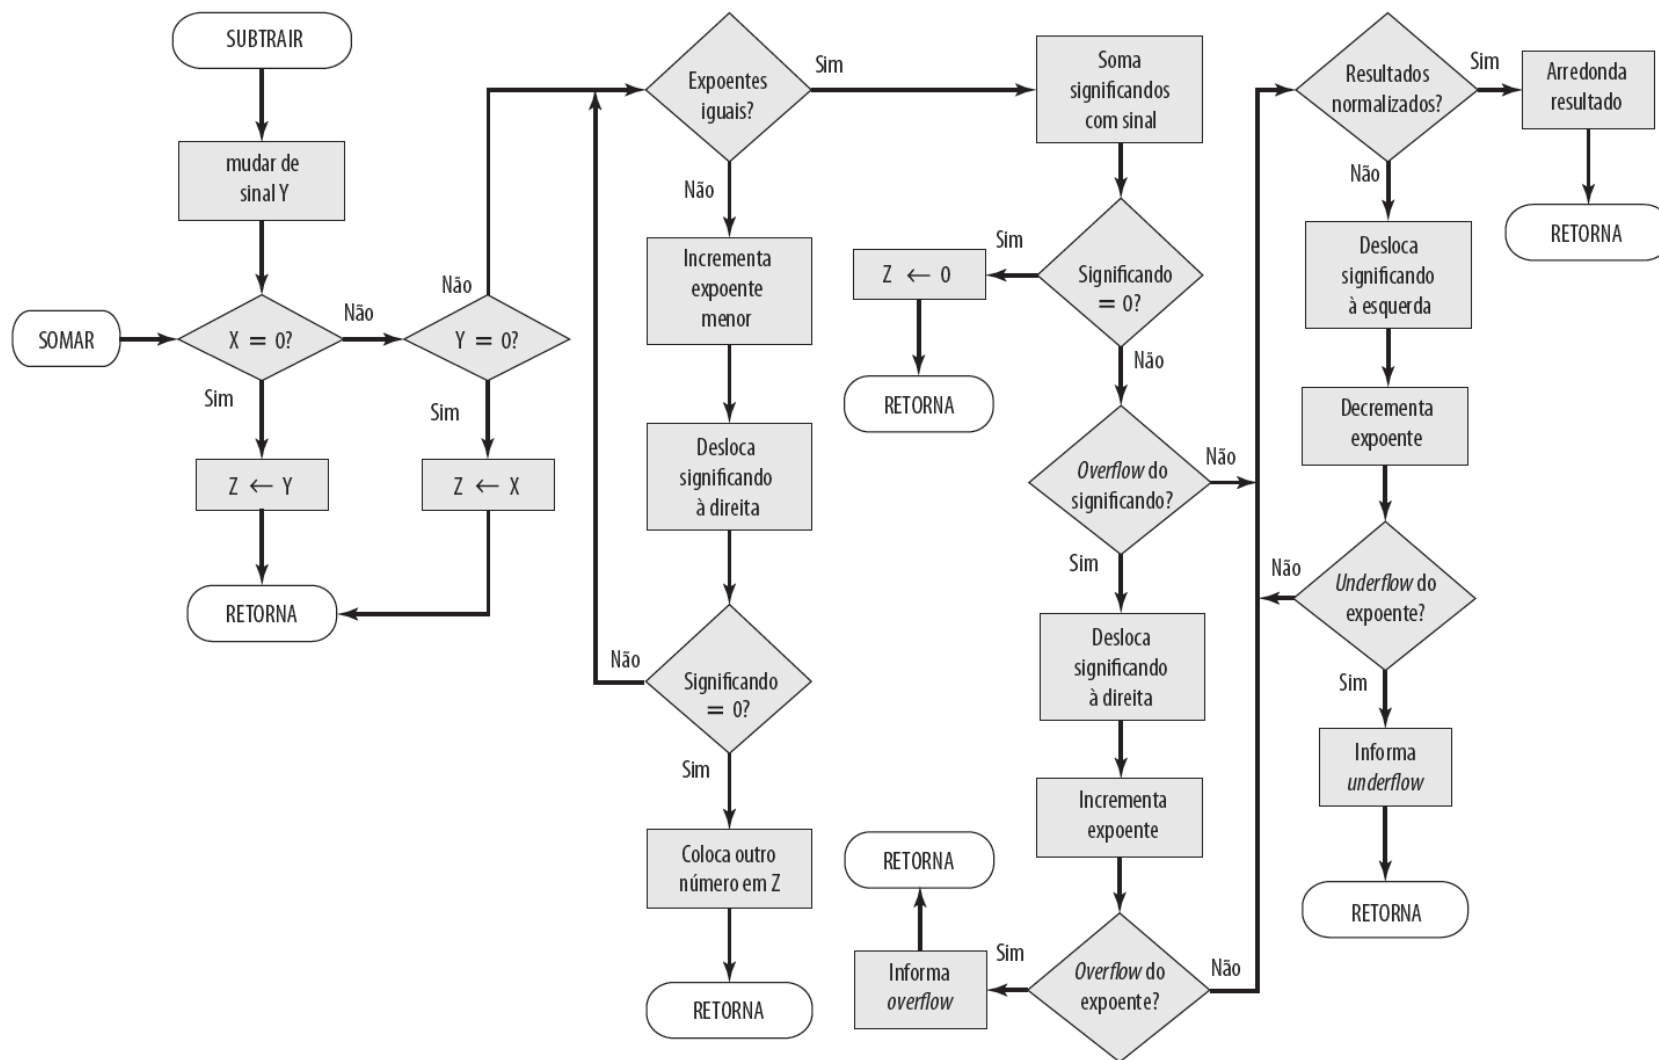 SUBTRAIR
mudar de
sinal Y
SOMAR
X = 0?
Não
Sim
Z ← Y
RETORNA
Y = 0?
Não
Sim
Z ← X
Expoentes
iguais?
Sim
Não
Incrementa
expoente
menor
Desloca
significando
à direita
Significando
= 0?
Não
Sim
Coloca outro
número em Z
RETORNA
Soma
significandos
com sinal
Significando
= 0?
Sim
Z ← 0
RETORNA
Não
Overflow do
significando?
Não
Sim
Desloca
significando
à direita
Incrementa
expoente
Overflow do
expoente?
Sim
Informa
overflow
RETORNA
Não
Resultados
normalizados?
Sim
Arredonda
resultado
RETORNA
Não
Desloca
significando
à esquerda
Decrementa
expoente
Underflow do
expoente?
Não
Sim
Informa
underflow
RETORNA